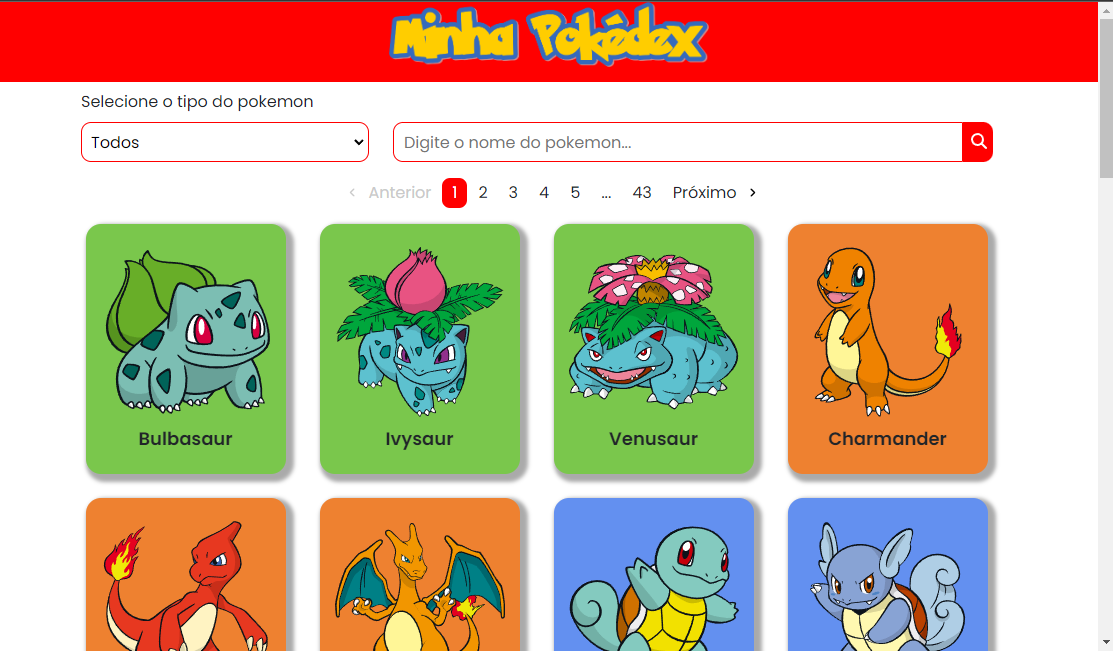 Minha Pokédex
Selecione o tipo do pokemon
Todos
Digite o nome do pokemon...
‹ Anterior 1 2 3 4 5 ... 43 Próximo ›
Bulbasaur Ivysaur Venusaur Charmander